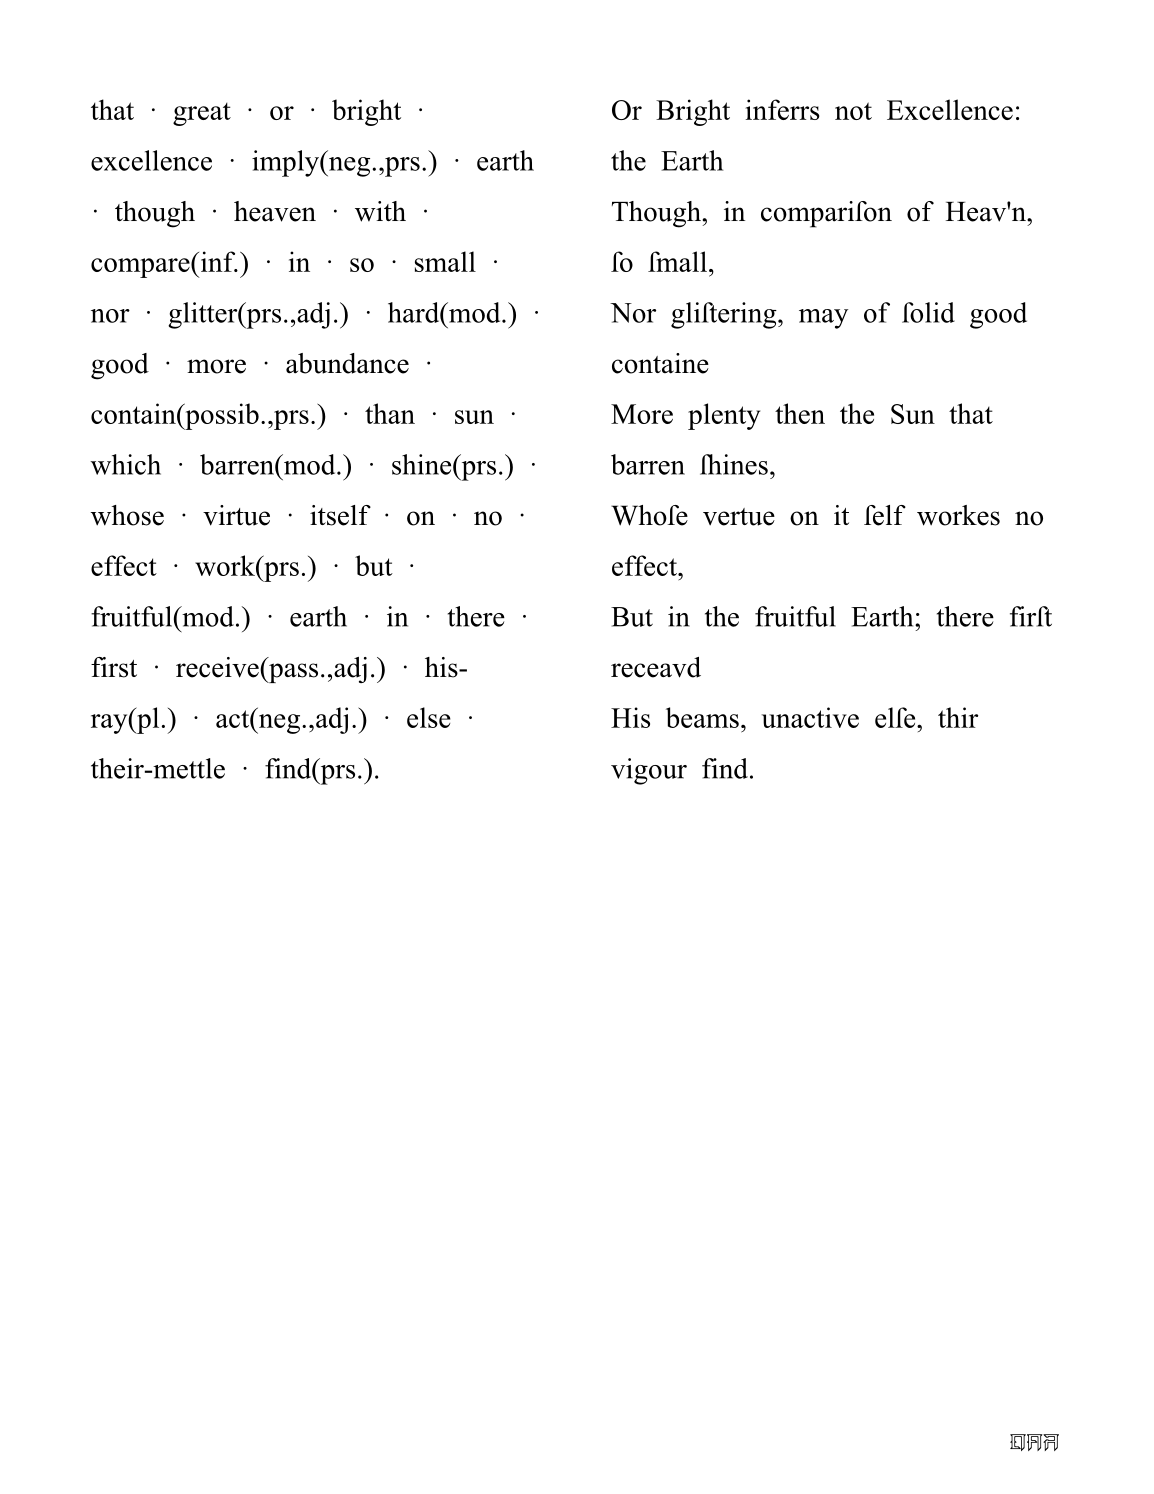 that · great · or · bright ·
excellence · imply(neg.,prs.) · earth
· though · heaven · with ·
compare(inf.) · in · so · small ·
nor · glitter(prs.,adj.) · hard(mod.) ·
good · more · abundance ·
contain(possib.,prs.) · than · sun ·
which · barren(mod.) · shine(prs.) ·
whose · virtue · itself · on · no ·
effect · work(prs.) · but ·
fruitful(mod.) · earth · in · there ·
first · receive(pass.,adj.) · his-
ray(pl.) · act(neg.,adj.) · else ·
their-mettle · find(prs.).
Or Bright inferrs not Excellence:
the Earth
Though, in compariſon of Heav'n,
ſo ſmall,
Nor gliſtering, may of ſolid good
containe
More plenty then the Sun that
barren ſhines,
Whoſe vertue on it ſelf workes no
effect,
But in the fruitful Earth; there firſt
receavd
His beams, unactive elſe, thir
vigour find.